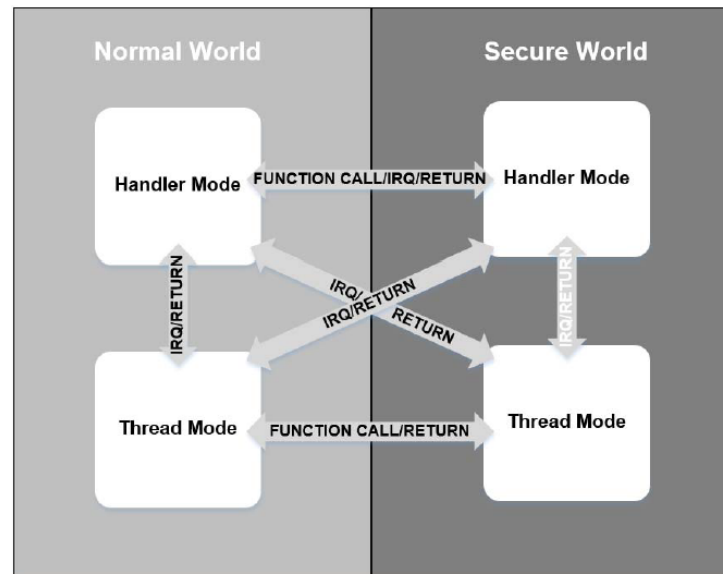 Normal World
Secure World
Handler Mode
FUNCTION CALL/IRQ/RETURN
Handler Mode
IRQ/RETURN
IRQ/ RETURN
IRQ/RETURN
IRQ/RETURN
Thread Mode
FUNCTION CALL/RETURN
Thread Mode